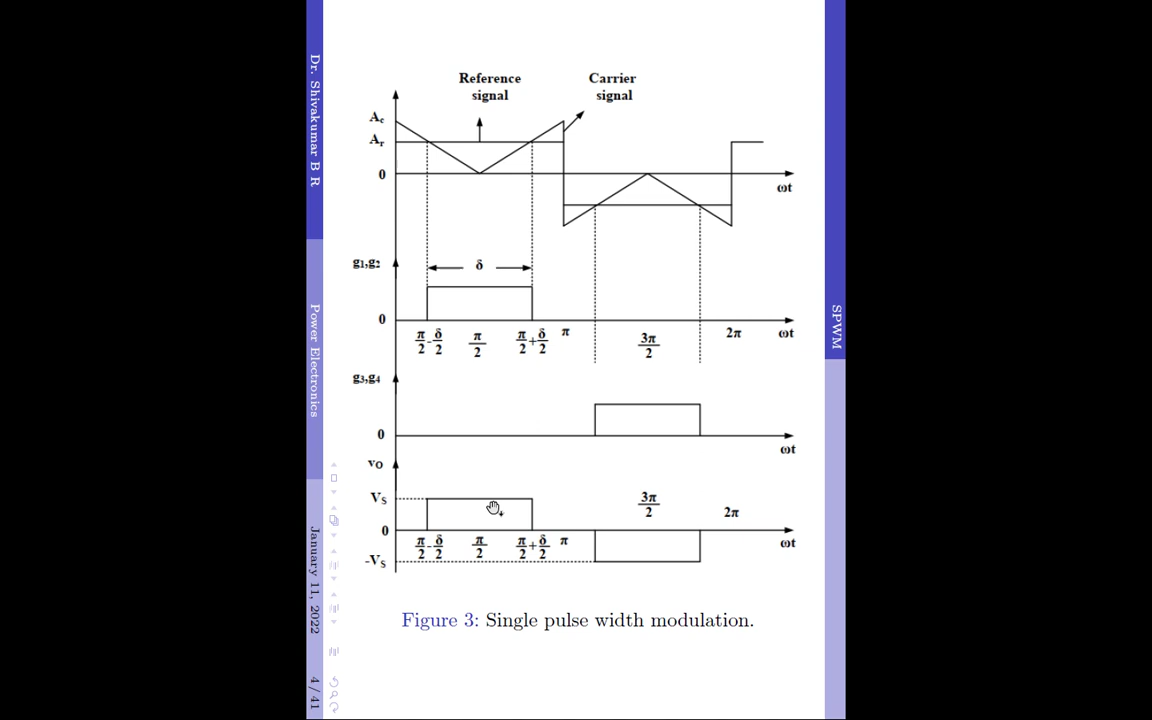 Reference
signal
Carrier
signal
Ac
Ar
0
ωt
g1,g2
δ
0
π/2-δ/2
π/2
π/2+δ/2
π
3π/2
2π
ωt
g3,g4
0
ωt
vo
Vs
3π/2
2π
0
π/2-δ/2
π/2
π/2+δ/2
π
ωt
-Vs
Figure 3: Single pulse width modulation.
Dr. Shivakumar B R
Power Electronics
January 11, 2022
4 / 41
SPWM